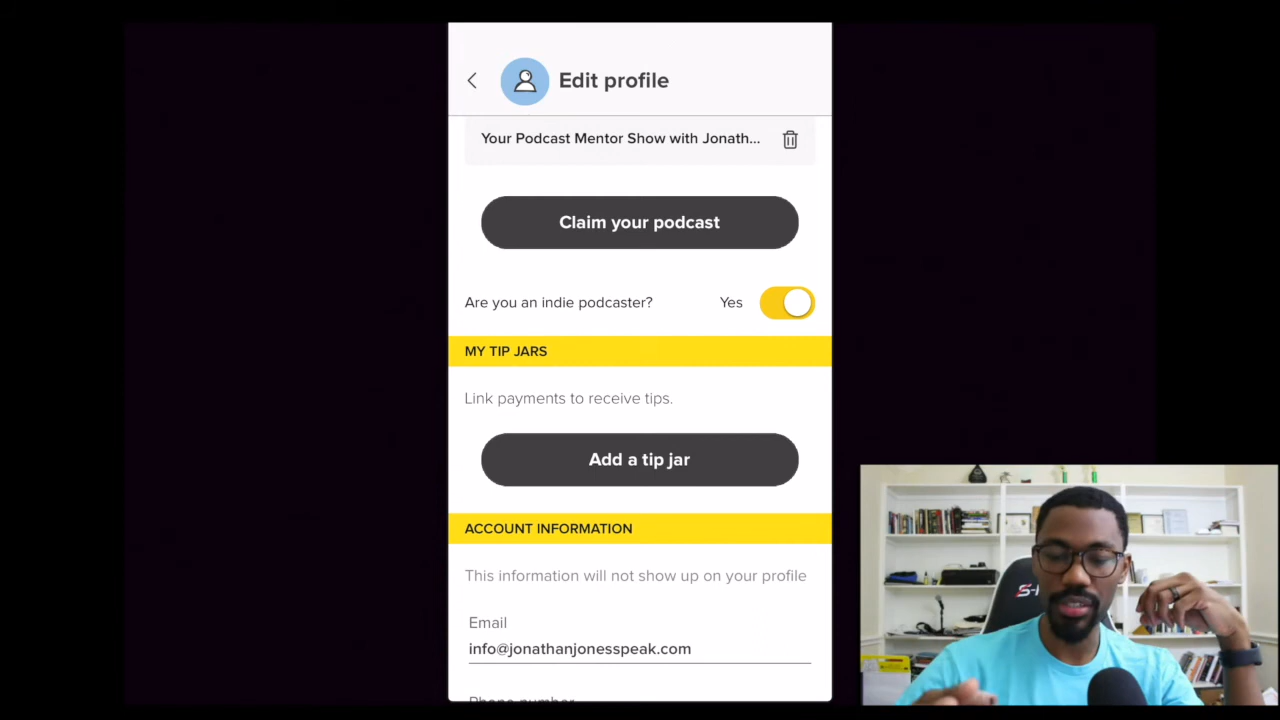 Edit profile
Your Podcast Mentor Show with Jonath...
Claim your podcast
Are you an indie podcaster? Yes
MY TIP JARS
Link payments to receive tips.
Add a tip jar
ACCOUNT INFORMATION
This information will not show up on your profile
Email
info@jonathanjonesspeak.com
Phone number